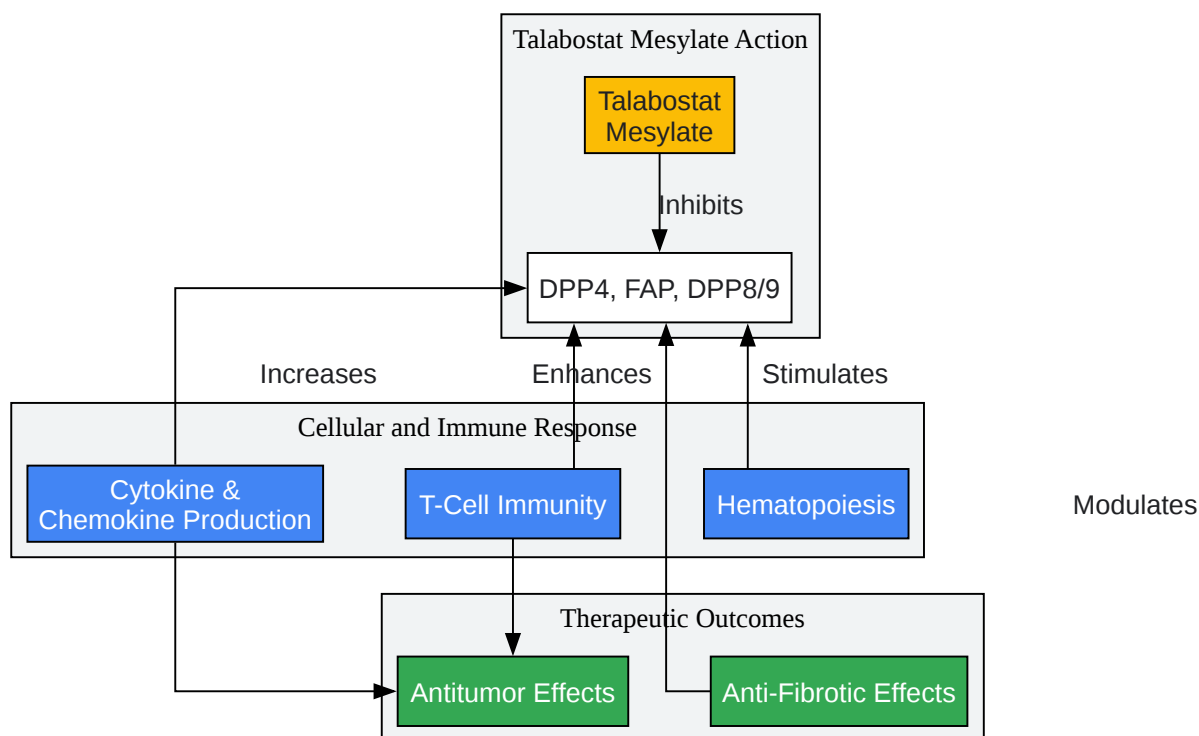 Talabostat Mesylate Action
Talabostat
Mesylate
Inhibits
DPP4, FAP, DPP8/9
Increases
Enhances
Stimulates
Cellular and Immune Response
Cytokine &
Chemokine Production
T-Cell Immunity
Hematopoiesis
Modulates
Therapeutic Outcomes
Antitumor Effects
Anti-Fibrotic Effects